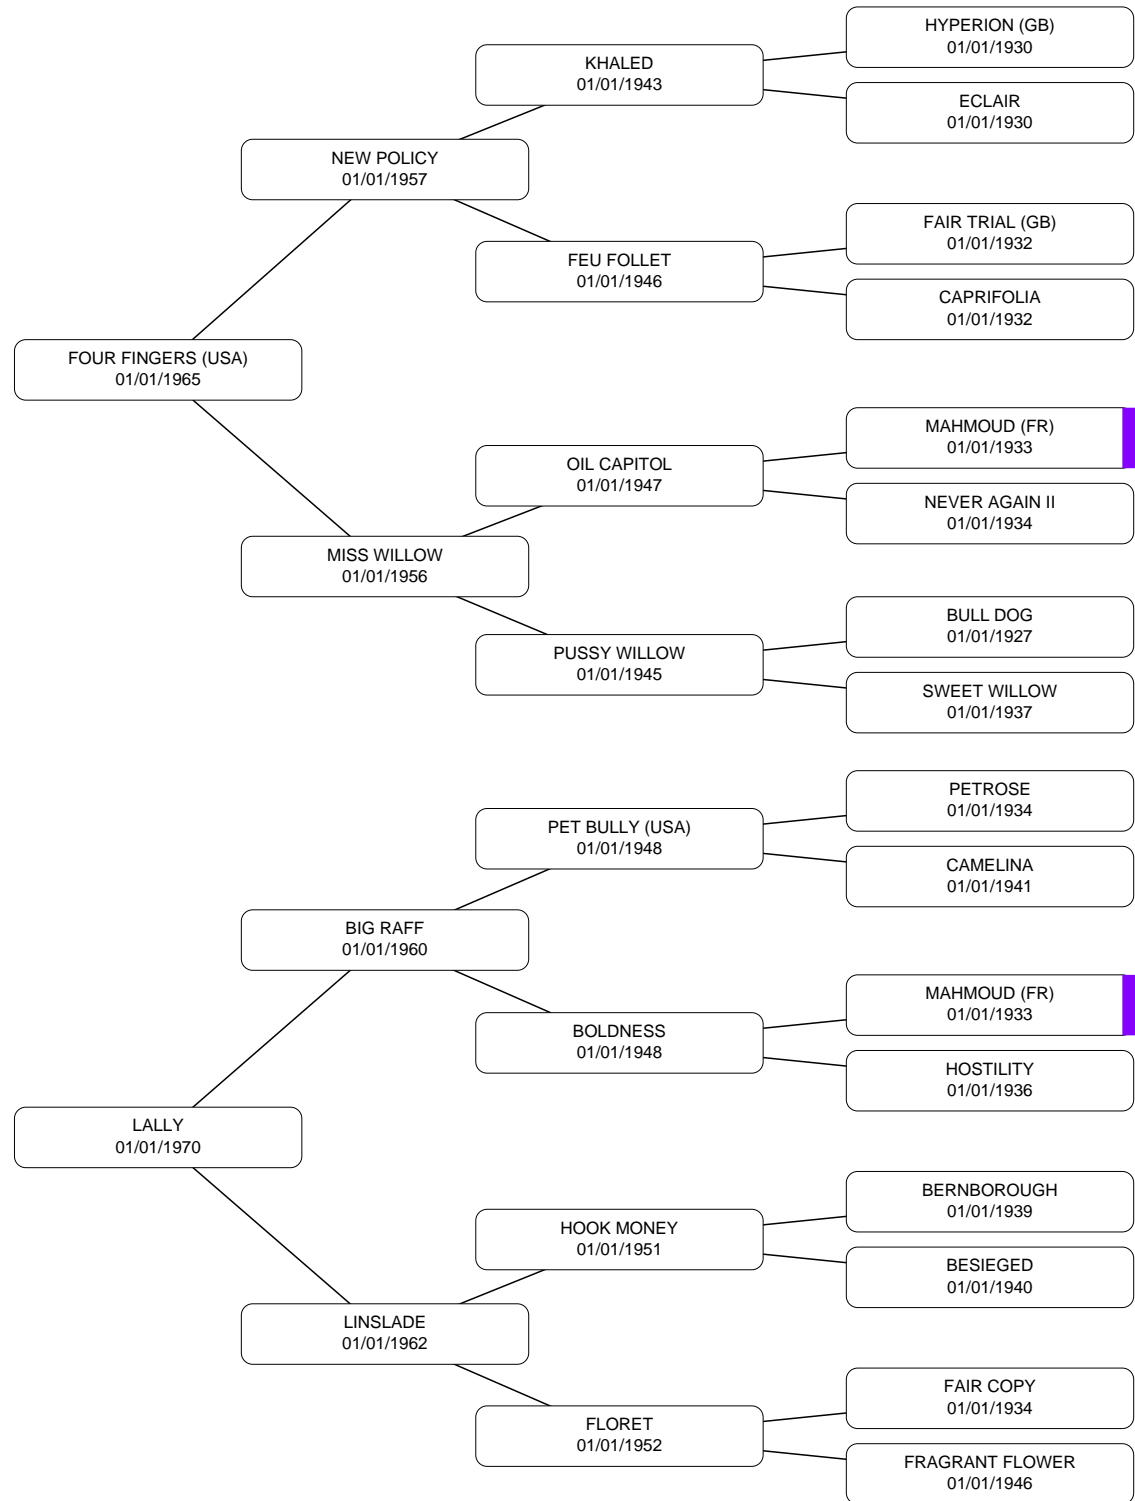 HYPERION (GB)
01/01/1930
KHALED
01/01/1943
ECLAIR
01/01/1930
NEW POLICY
01/01/1957
FAIR TRIAL (GB)
01/01/1932
FEU FOLLET
01/01/1946
CAPRIFOLIA
01/01/1932
FOUR FINGERS (USA)
01/01/1965
MAHMOUD (FR)
01/01/1933
OIL CAPITOL
01/01/1947
NEVER AGAIN II
01/01/1934
MISS WILLOW
01/01/1956
BULL DOG
01/01/1927
PUSSY WILLOW
01/01/1945
SWEET WILLOW
01/01/1937
PETROSE
01/01/1934
PET BULLY (USA)
01/01/1948
CAMELINA
01/01/1941
BIG RAFF
01/01/1960
MAHMOUD (FR)
01/01/1933
BOLDNESS
01/01/1948
HOSTILITY
01/01/1936
LALLY
01/01/1970
BERNBOROUGH
01/01/1939
HOOK MONEY
01/01/1951
BESIEGED
01/01/1940
LINSLADE
01/01/1962
FAIR COPY
01/01/1934
FLORET
01/01/1952
FRAGRANT FLOWER
01/01/1946